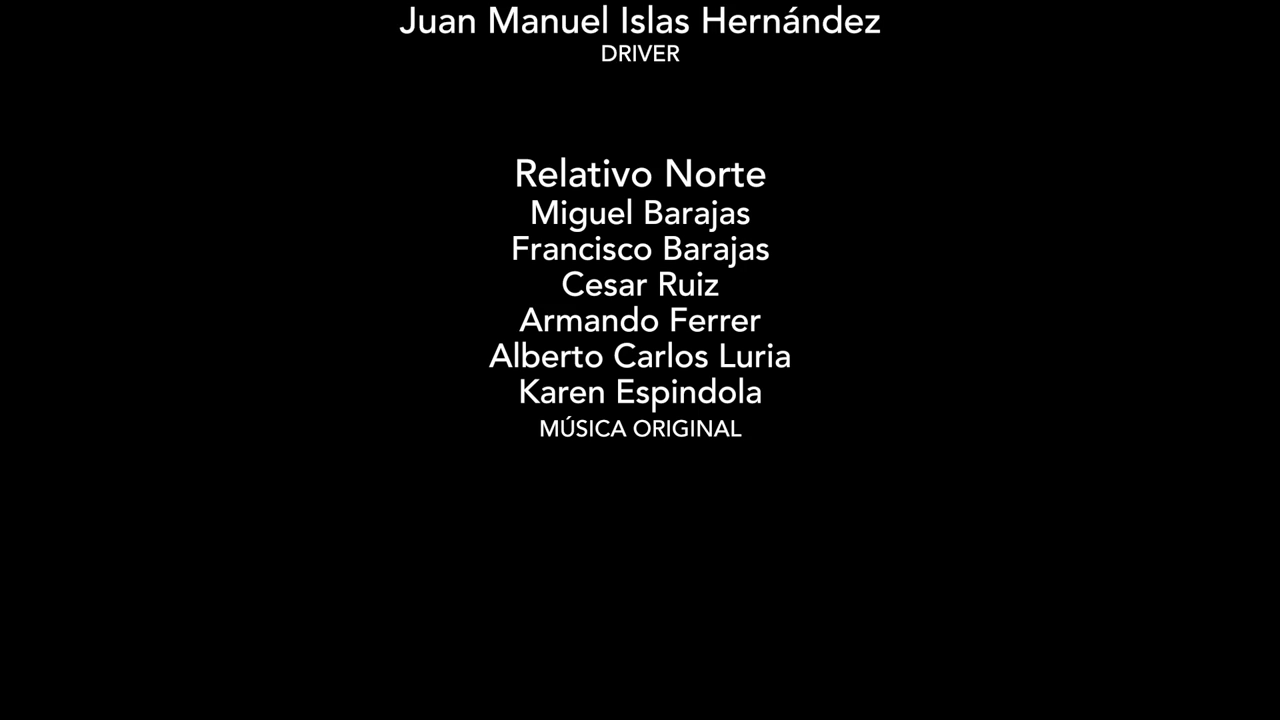 Juan Manuel Islas Hernández
DRIVER
Relativo Norte
Miguel Barajas
Francisco Barajas
Cesar Ruiz
Armando Ferrer
Alberto Carlos Luria
Karen Espindola
MÚSICA ORIGINAL